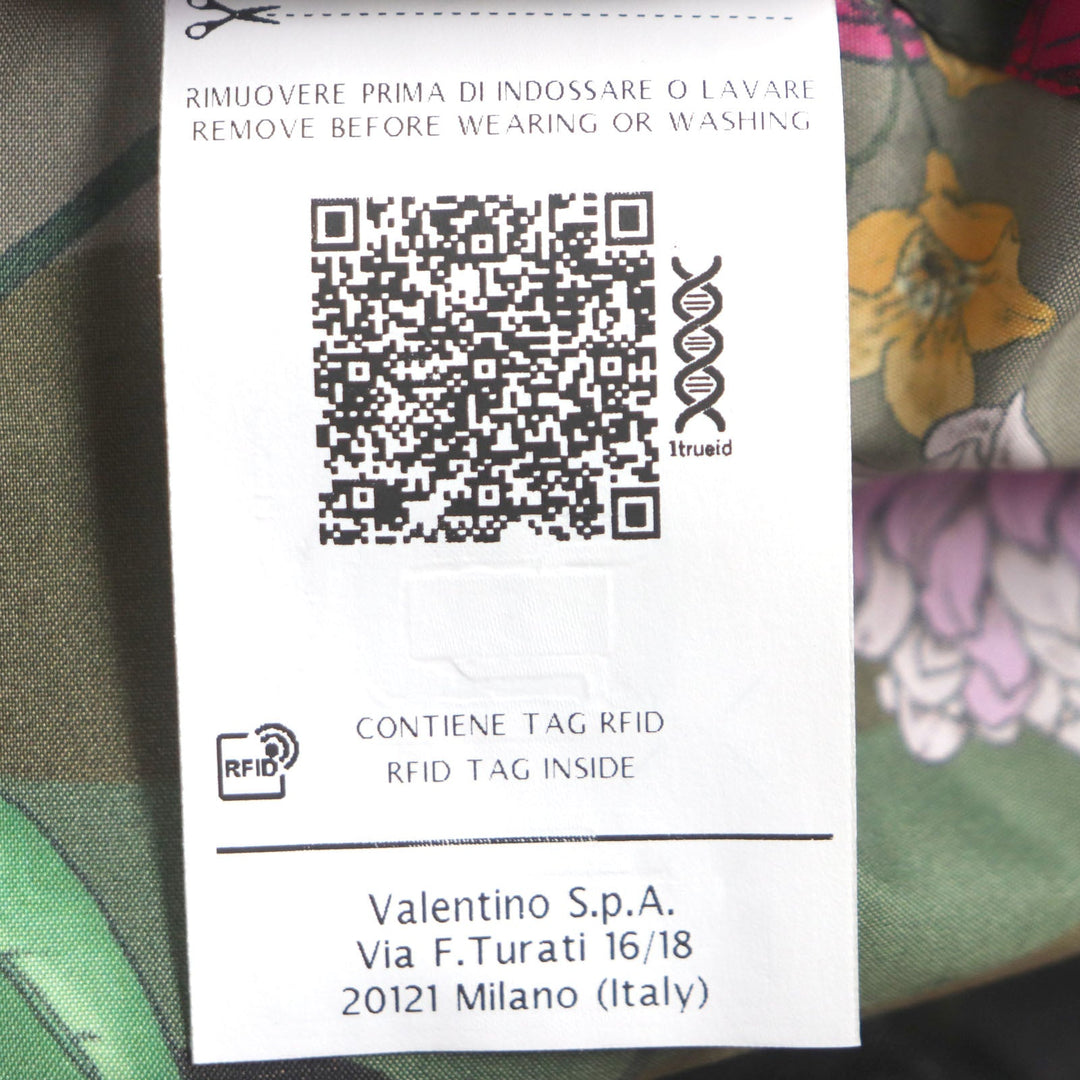 RIMUOVERE PRIMA DI INDOSSARE O LAVARE
REMOVE BEFORE WEARING OR WASHING
1trueid
CONTIENE TAG RFID
RFID TAG INSIDE
RFID
Valentino S.p.A.
Via F.Turati 16/18
20121 Milano (Italy)